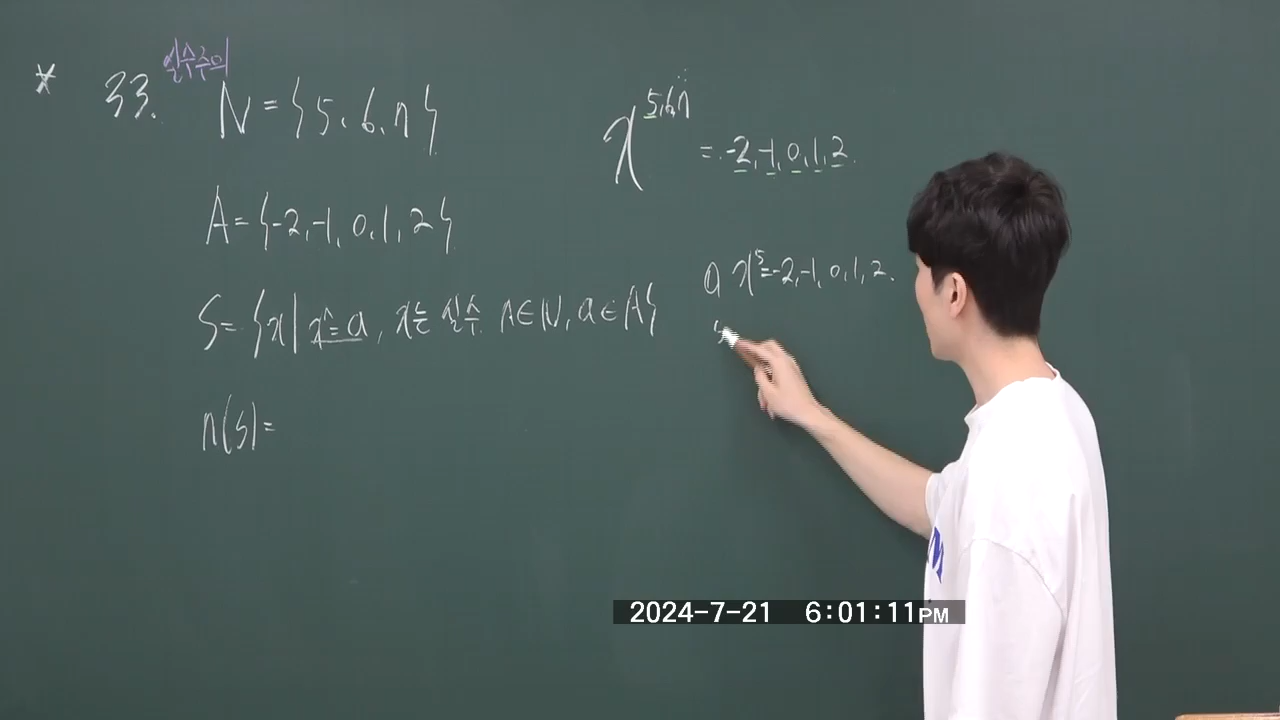 * 33. 실수주의
N = {5, 6, 7}
A = {-2, -1, 0, 1, 2}
S = {x | xⁿ = a, x는 실수 n∈N, a∈A}
n(S) =
x^5,6,7 = -2, -1, 0, 1, 2.
a x⁵ = -2, -1, 0, 1, 2.
M
2024-7-21 6:01:11PM